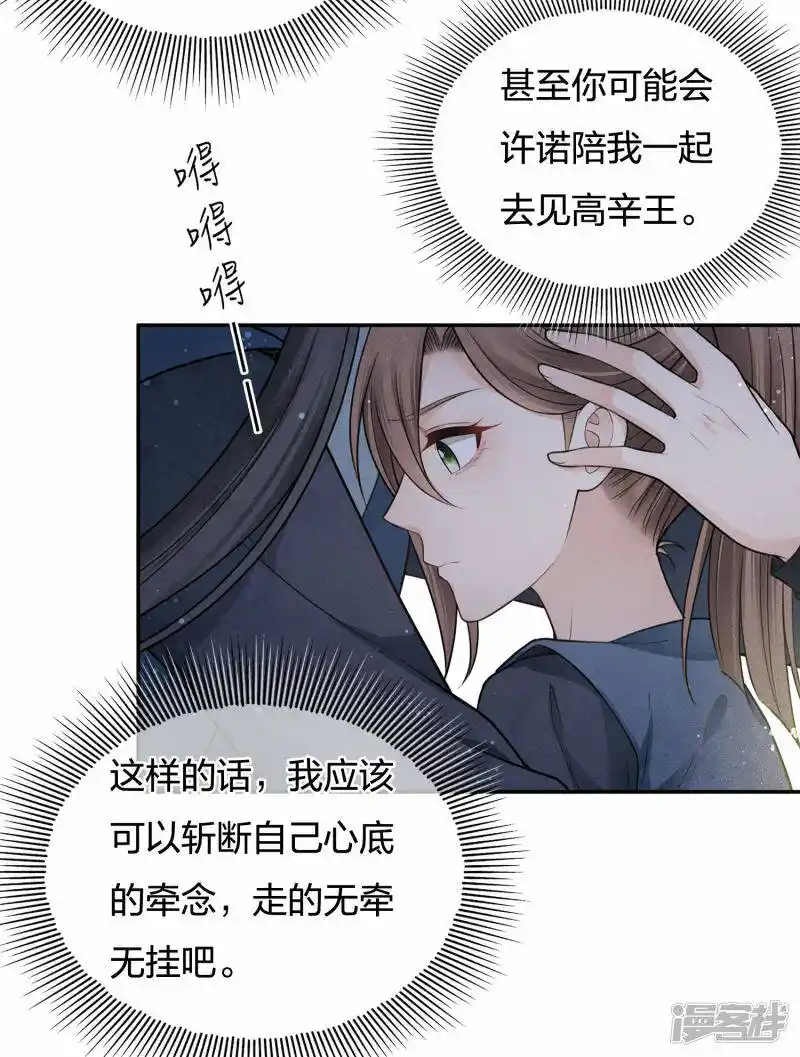 甚至你可能会
许诺陪我一起
去见高辛王。
嘚
嘚
嘚——
这样的话，我应该
可以斩断自己心底
的牵念，走的无牵
无挂吧。
漫客栈